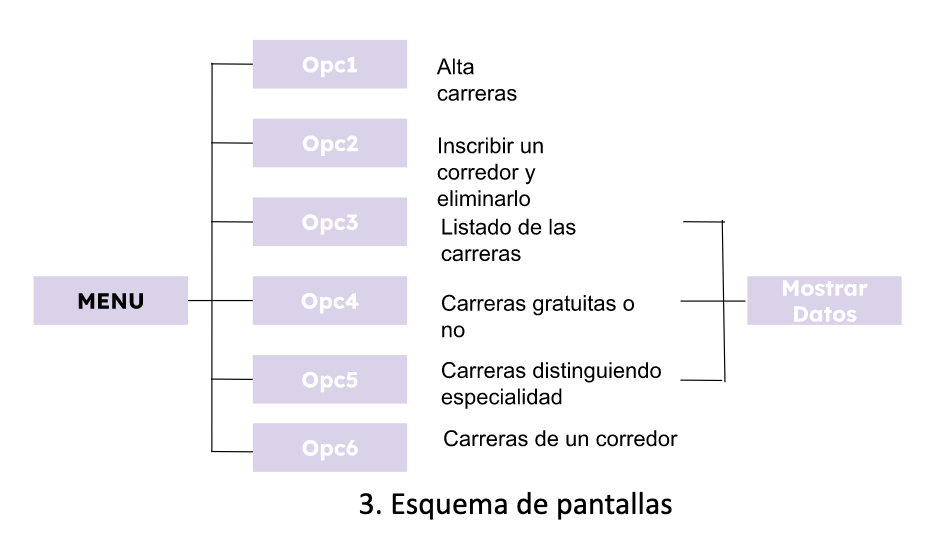 Opc1
Alta
carreras
Opc2
Inscribir un
corredor y
eliminarlo
Opc3
Listado de las
carreras
MENU
Opc4
Carreras gratuitas o
no
Mostrar
Datos
Opc5
Carreras distinguiendo
especialidad
Opc6
Carreras de un corredor
3. Esquema de pantallas